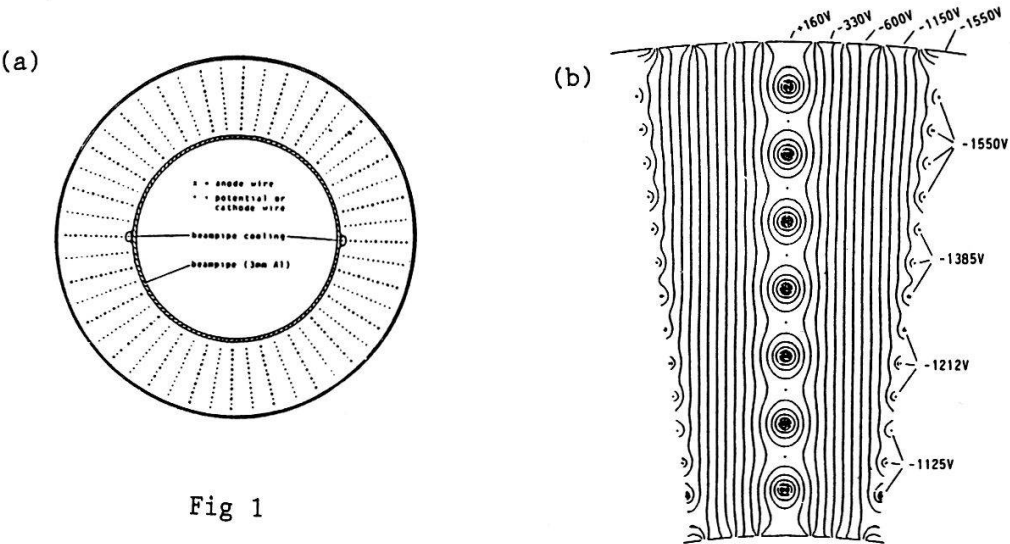 (a)
x = anode wire
• = potential or
cathode wire
beampipe cooling
beampipe (3mm Al)
Fig 1
(b)
+160V
-330V
-600V
-1150V
-1550V
-1550V
-1385V
-1212V
-1125V